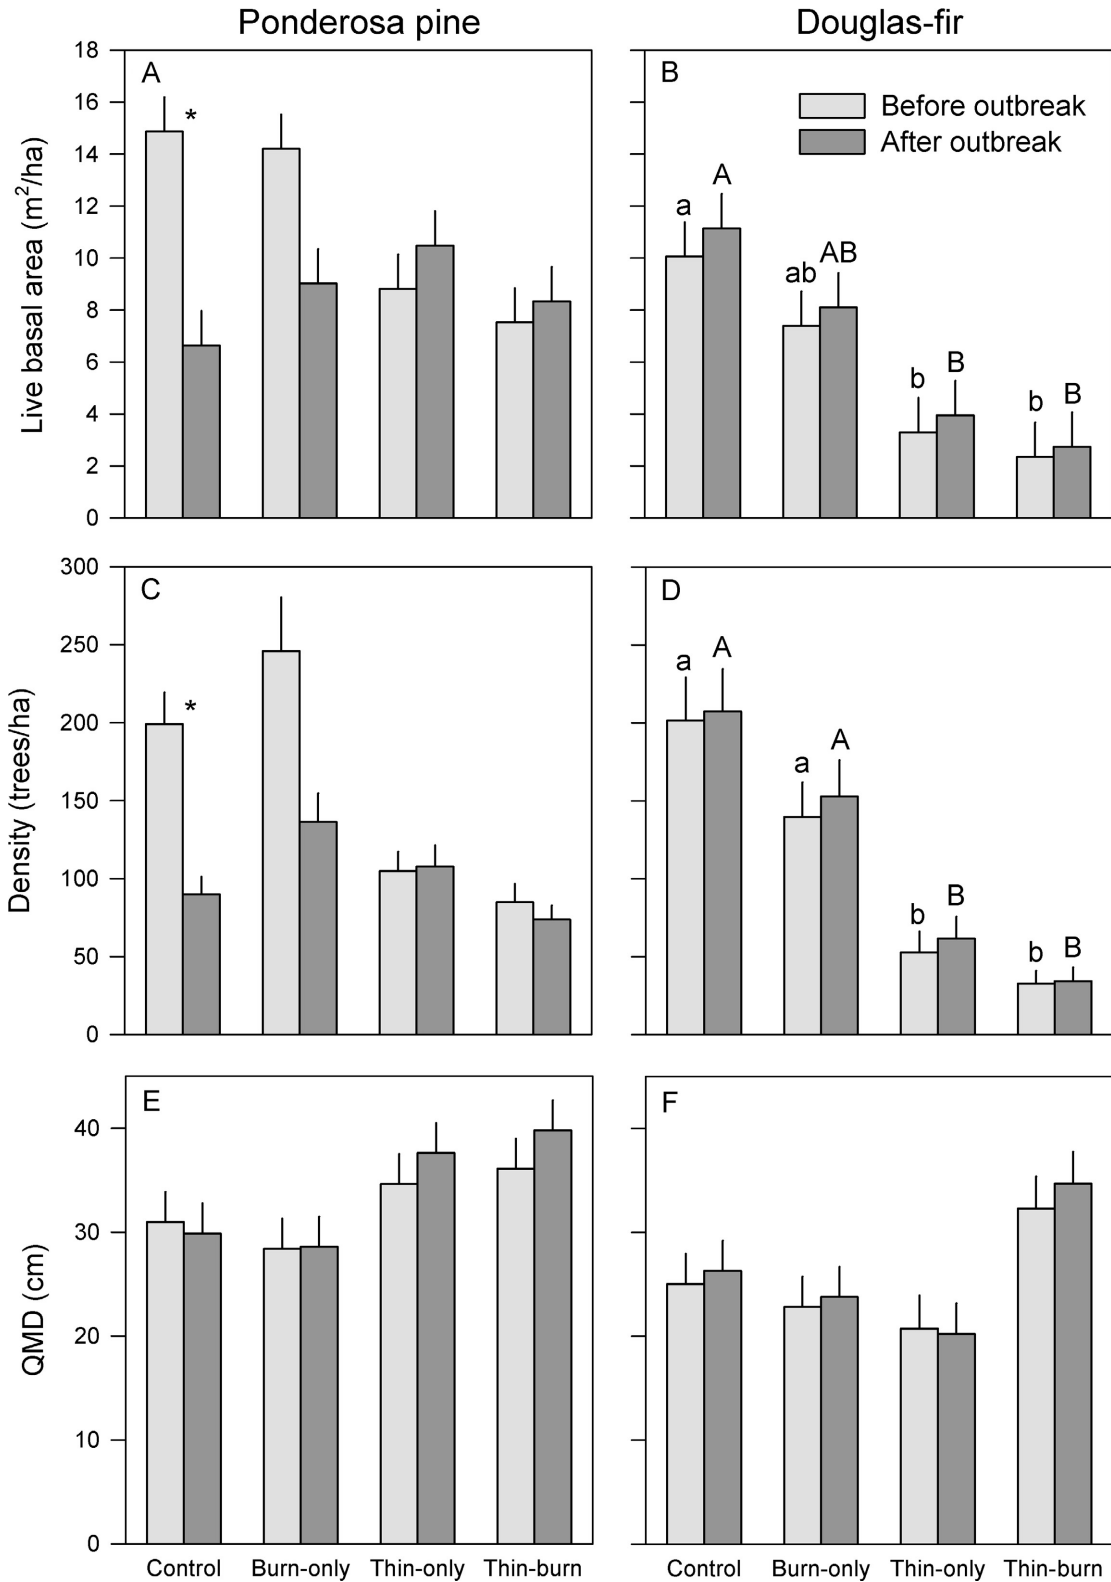 Ponderosa pine
Douglas-fir
Live basal area (m²/ha)
18
16
14
12
10
8
6
4
2
0
A
*
B
Before outbreak
After outbreak
a
A
ab
AB
b
B
b
B
Density (trees/ha)
300
250
200
150
100
50
0
C
*
D
a
A
a
A
b
B
b
B
QMD (cm)
40
30
20
10
0
E
F
Control
Burn-only
Thin-only
Thin-burn
Control
Burn-only
Thin-only
Thin-burn